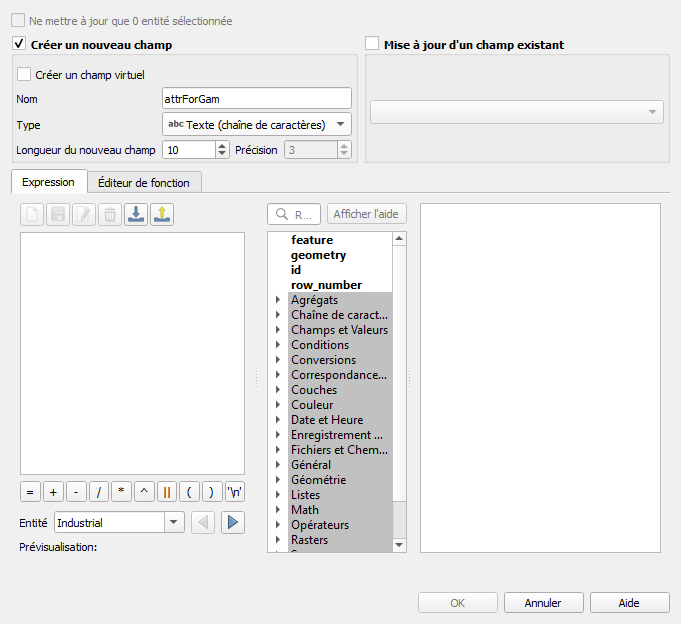 Ne mettre à jour que 0 entité sélectionnée
Créer un nouveau champ
Mise à jour d'un champ existant
Créer un champ virtuel
Nom
attrForGam
Type
abc Texte (chaîne de caractères)
Longueur du nouveau champ
10
Précision
3
Expression
Éditeur de fonction
R...
Afficher l'aide
feature
geometry
id
row_number
Agrégats
Chaîne de caract...
Champs et Valeurs
Conditions
Conversions
Correspondance...
Couches
Couleur
Date et Heure
Enregistrement ...
Fichiers et Chem...
Général
Géométrie
Listes
Math
Opérateurs
Rasters
= + - / * ^ || ( ) '\n'
Entité
Industrial
Prévisualisation:
OK
Annuler
Aide